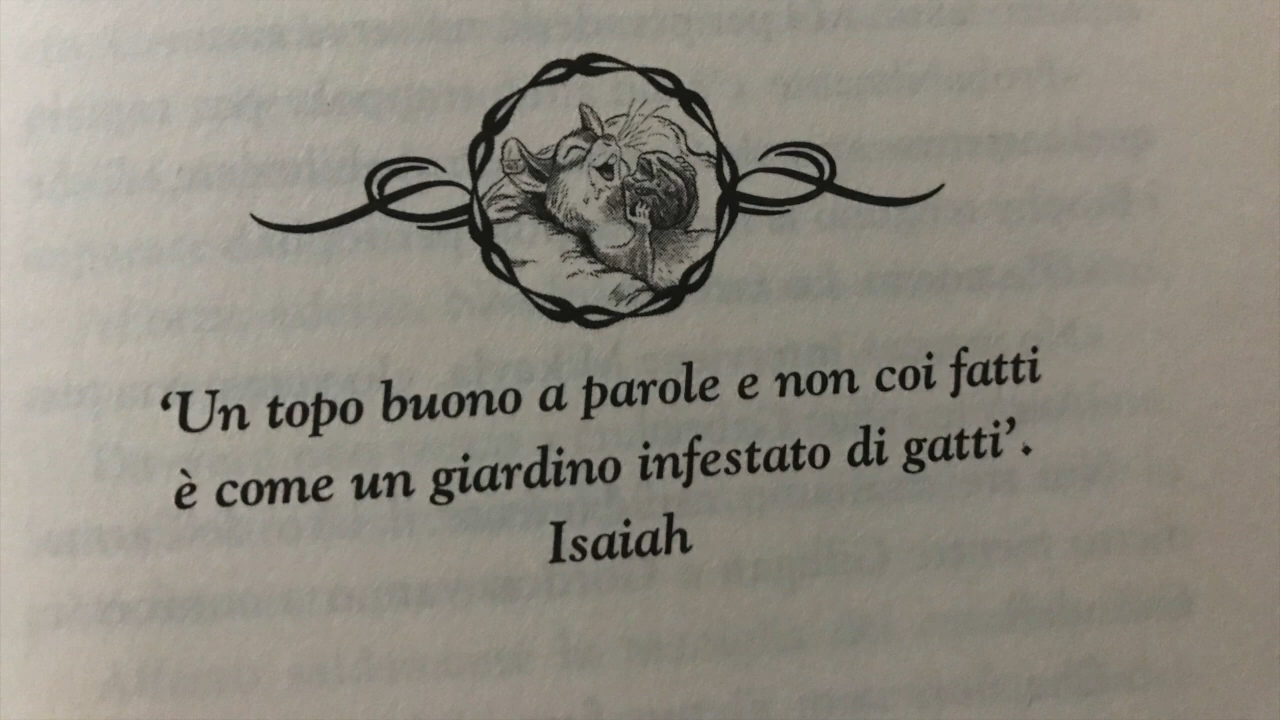 ‘Un topo buono a parole e non coi fatti
è come un giardino infestato di gatti’.
Isaiah